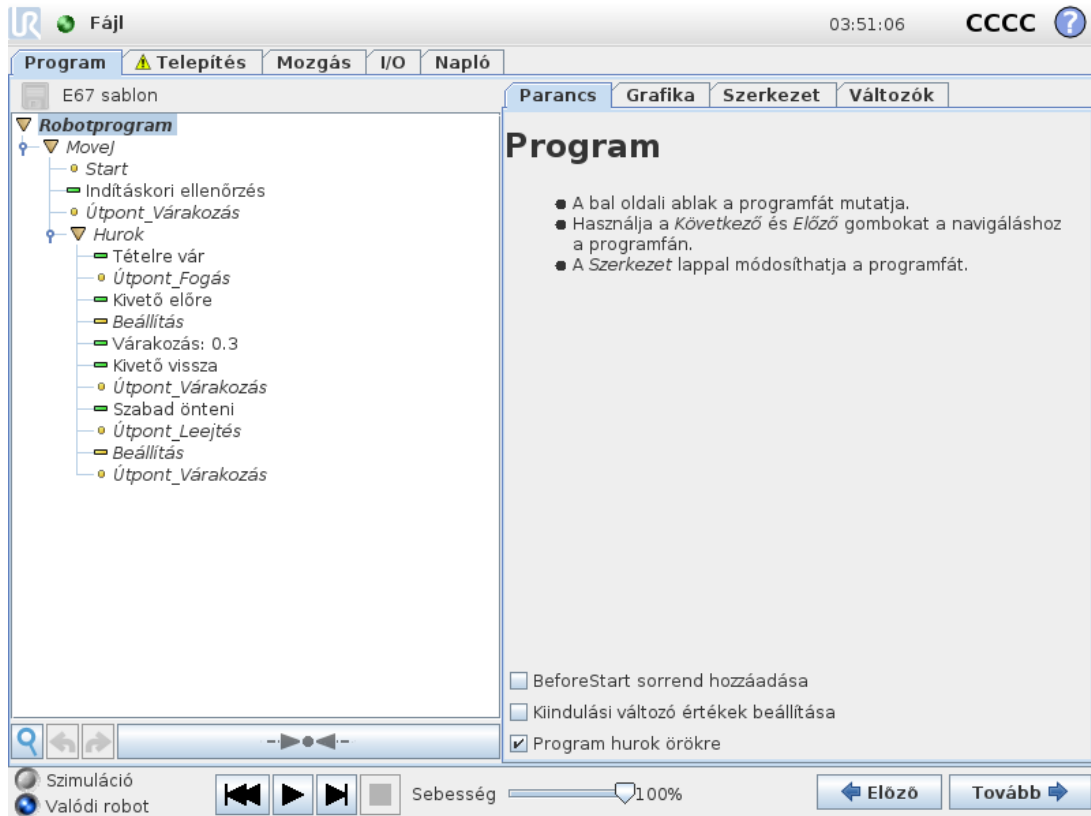 UR Fájl 03:51:06 CCCC ?
Program Telepítés Mozgás I/O Napló
E67 sablon
Robotprogram
MoveJ
Start
Indításkori ellenőrzés
Útpont_Várakozás
Hurok
Tételre vár
Útpont_Fogás
Kivető előre
Beállítás
Várakozás: 0.3
Kivető vissza
Útpont_Várakozás
Szabad önteni
Útpont_Leejtés
Beállítás
Útpont_Várakozás
Parancs Grafika Szerkezet Változók
Program
A bal oldali ablak a programfát mutatja.
Használja a Következő és Előző gombokat a navigáláshoz
a programfán.
A Szerkezet lappal módosíthatja a programfát.
BeforeStart sorrend hozzáadása
Kiindulási változó értékek beállítása
Program hurok örökre
Szimuláció
Valódi robot
Sebesség 100%
Előző Tovább